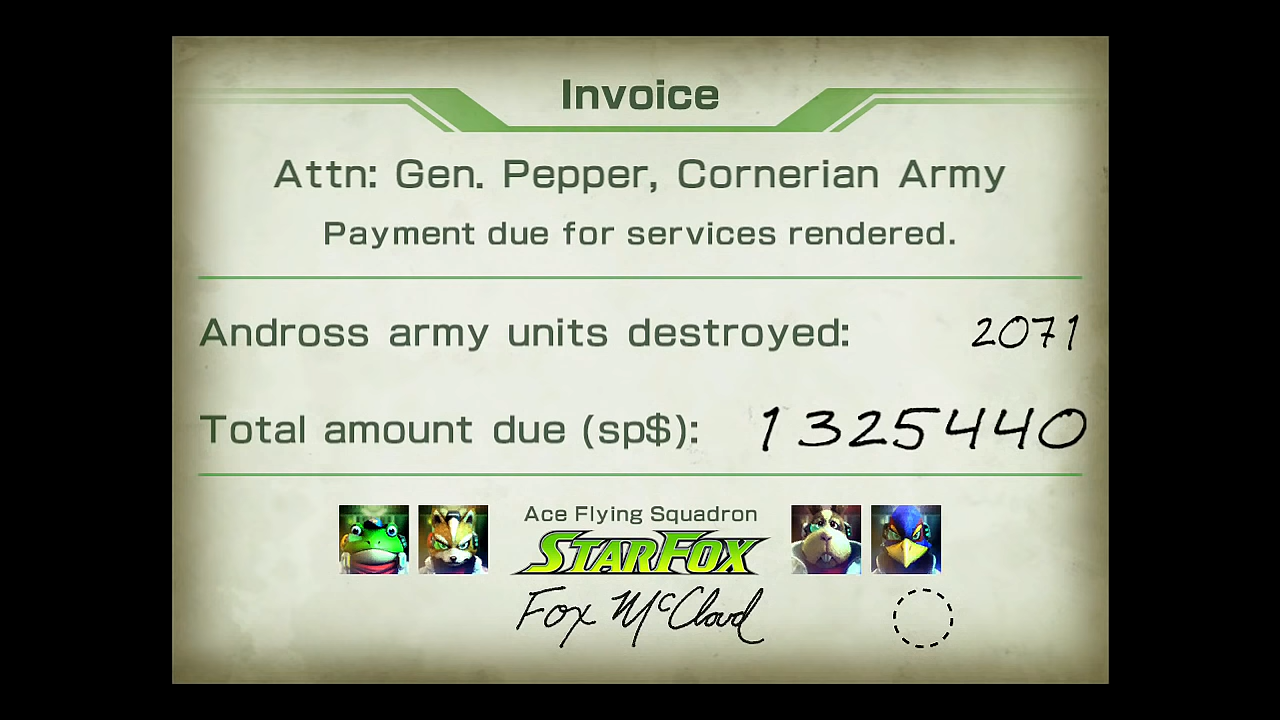 Invoice
Attn: Gen. Pepper, Cornerian Army
Payment due for services rendered.
Andross army units destroyed: 2071
Total amount due (sp$): 1325440
Ace Flying Squadron
STARFOX
Fox McCloud